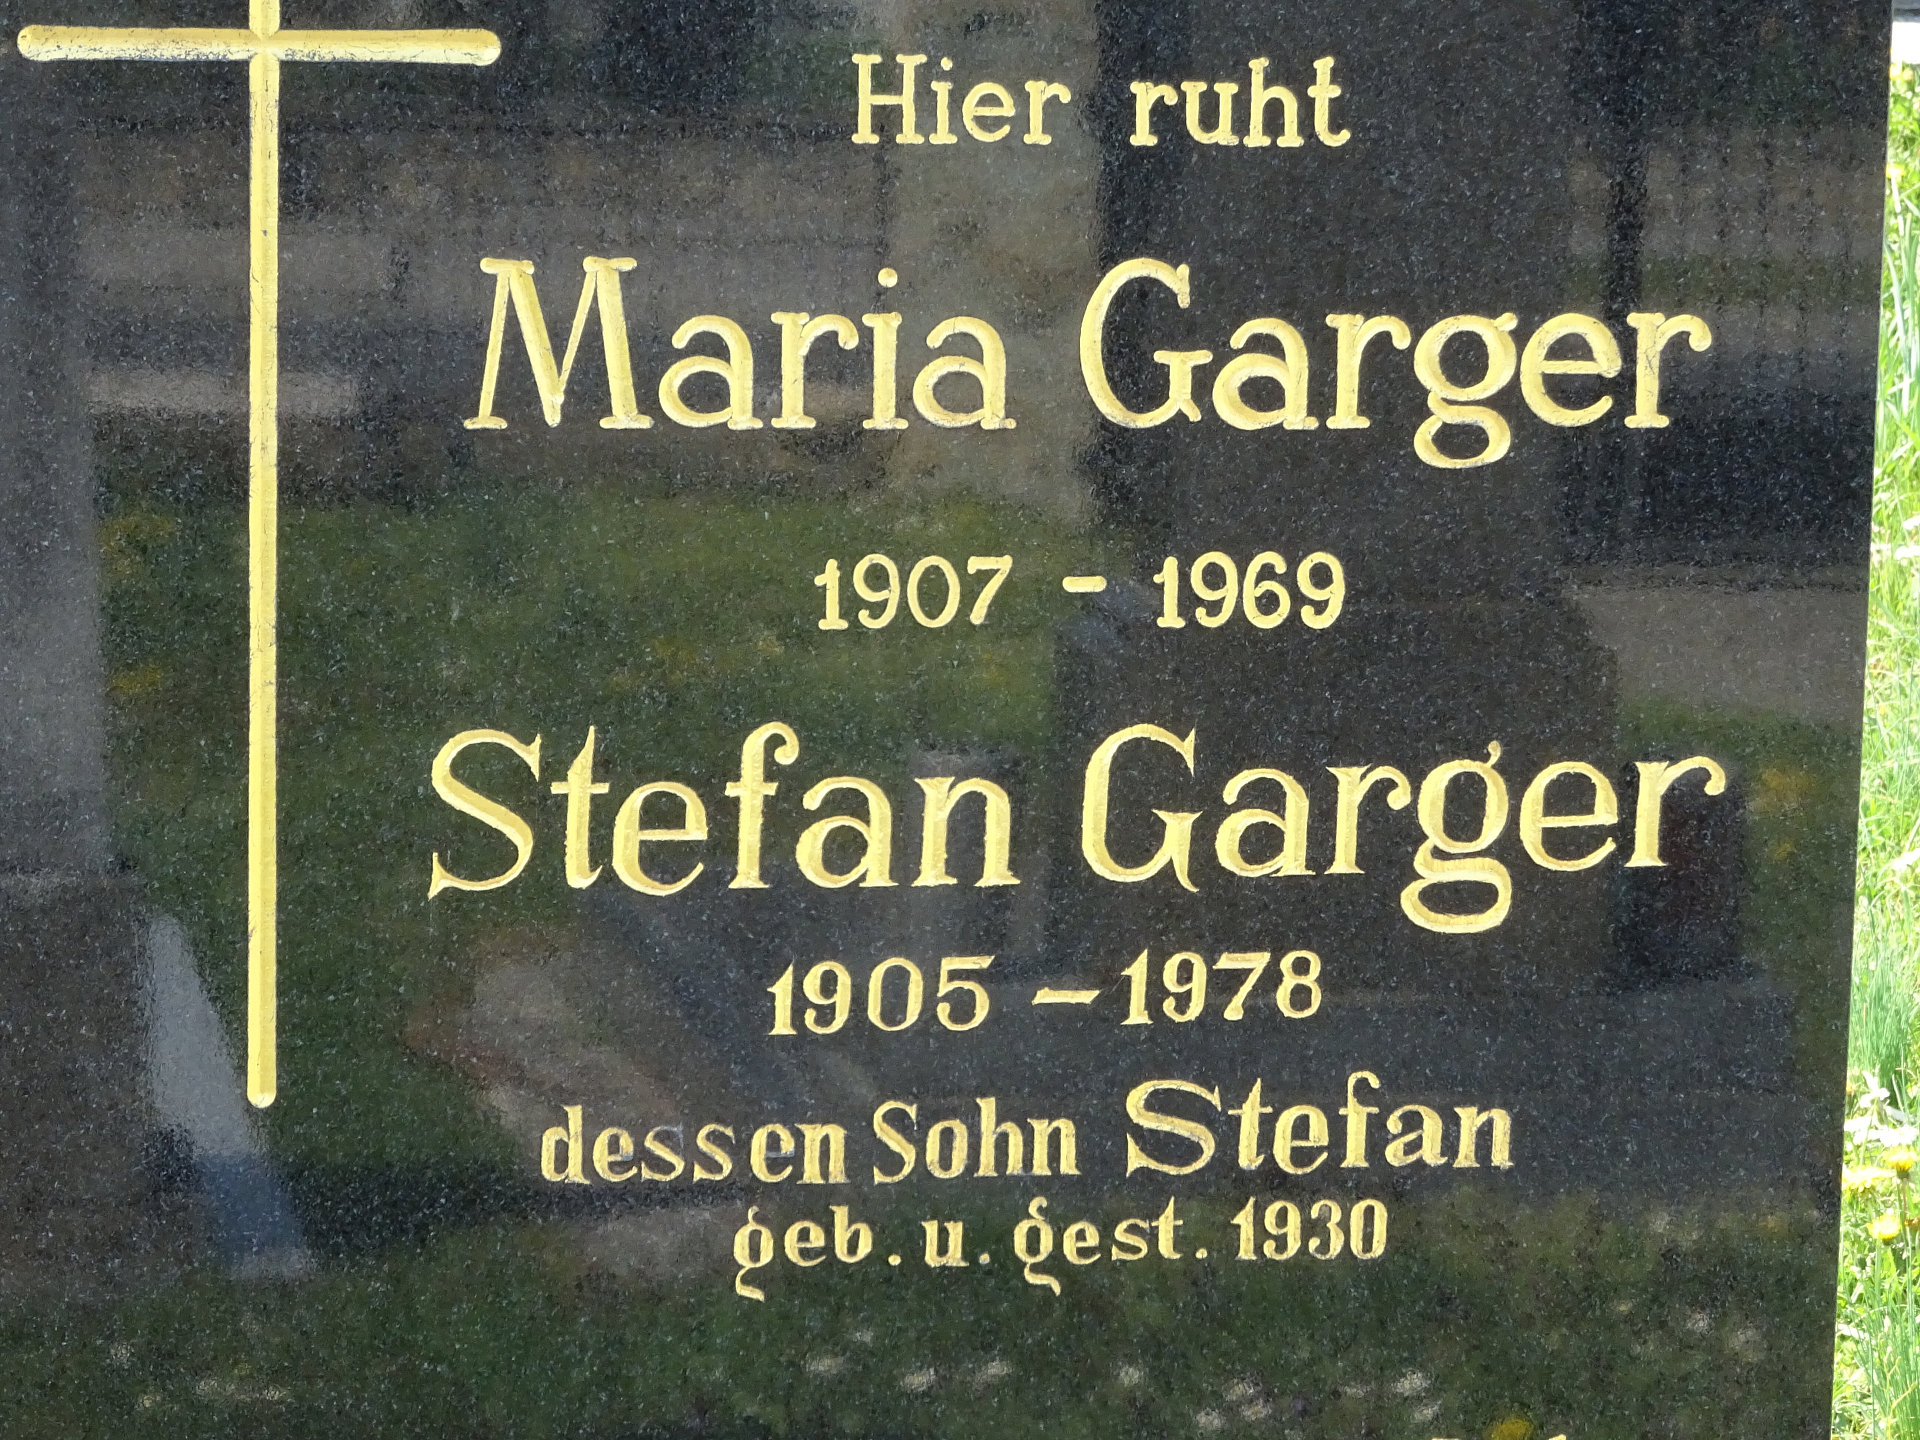 Hier ruht
Maria Garger
1907 - 1969
Stefan Garger
1905 - 1978
dessen Sohn Stefan
geb. u. gest. 1930